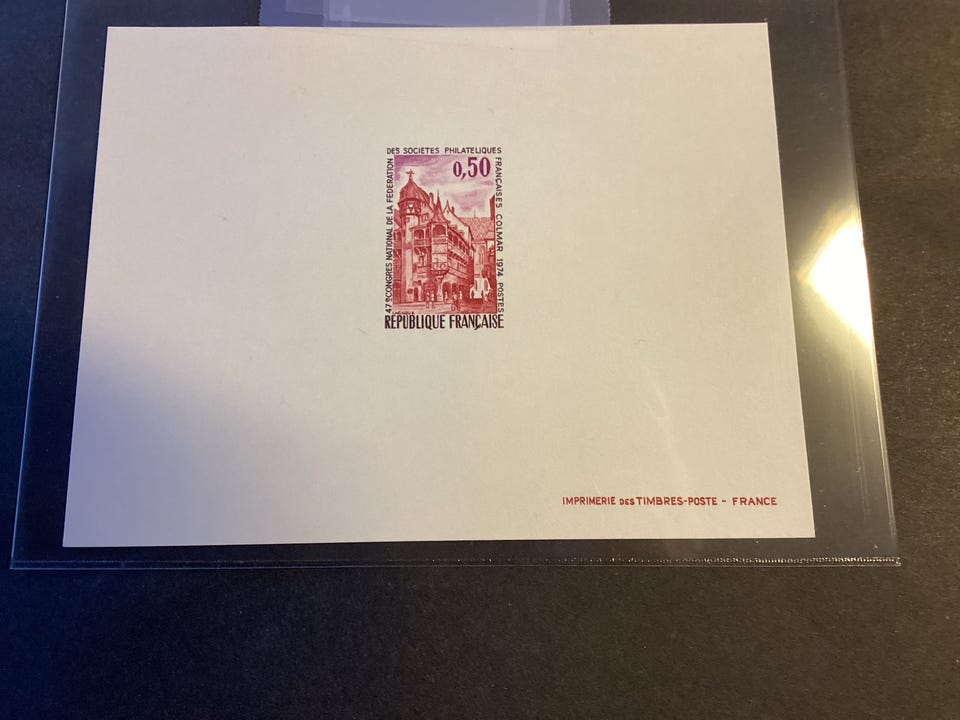 47e CONGRES NATIONAL DE LA FEDERATION
DES SOCIETES PHILATELIQUES
FRANÇAISES COLMAR 1974 POSTES
0,50
REPUBLIQUE FRANÇAISE
IMPRIMERIE DES TIMBRES-POSTE - FRANCE